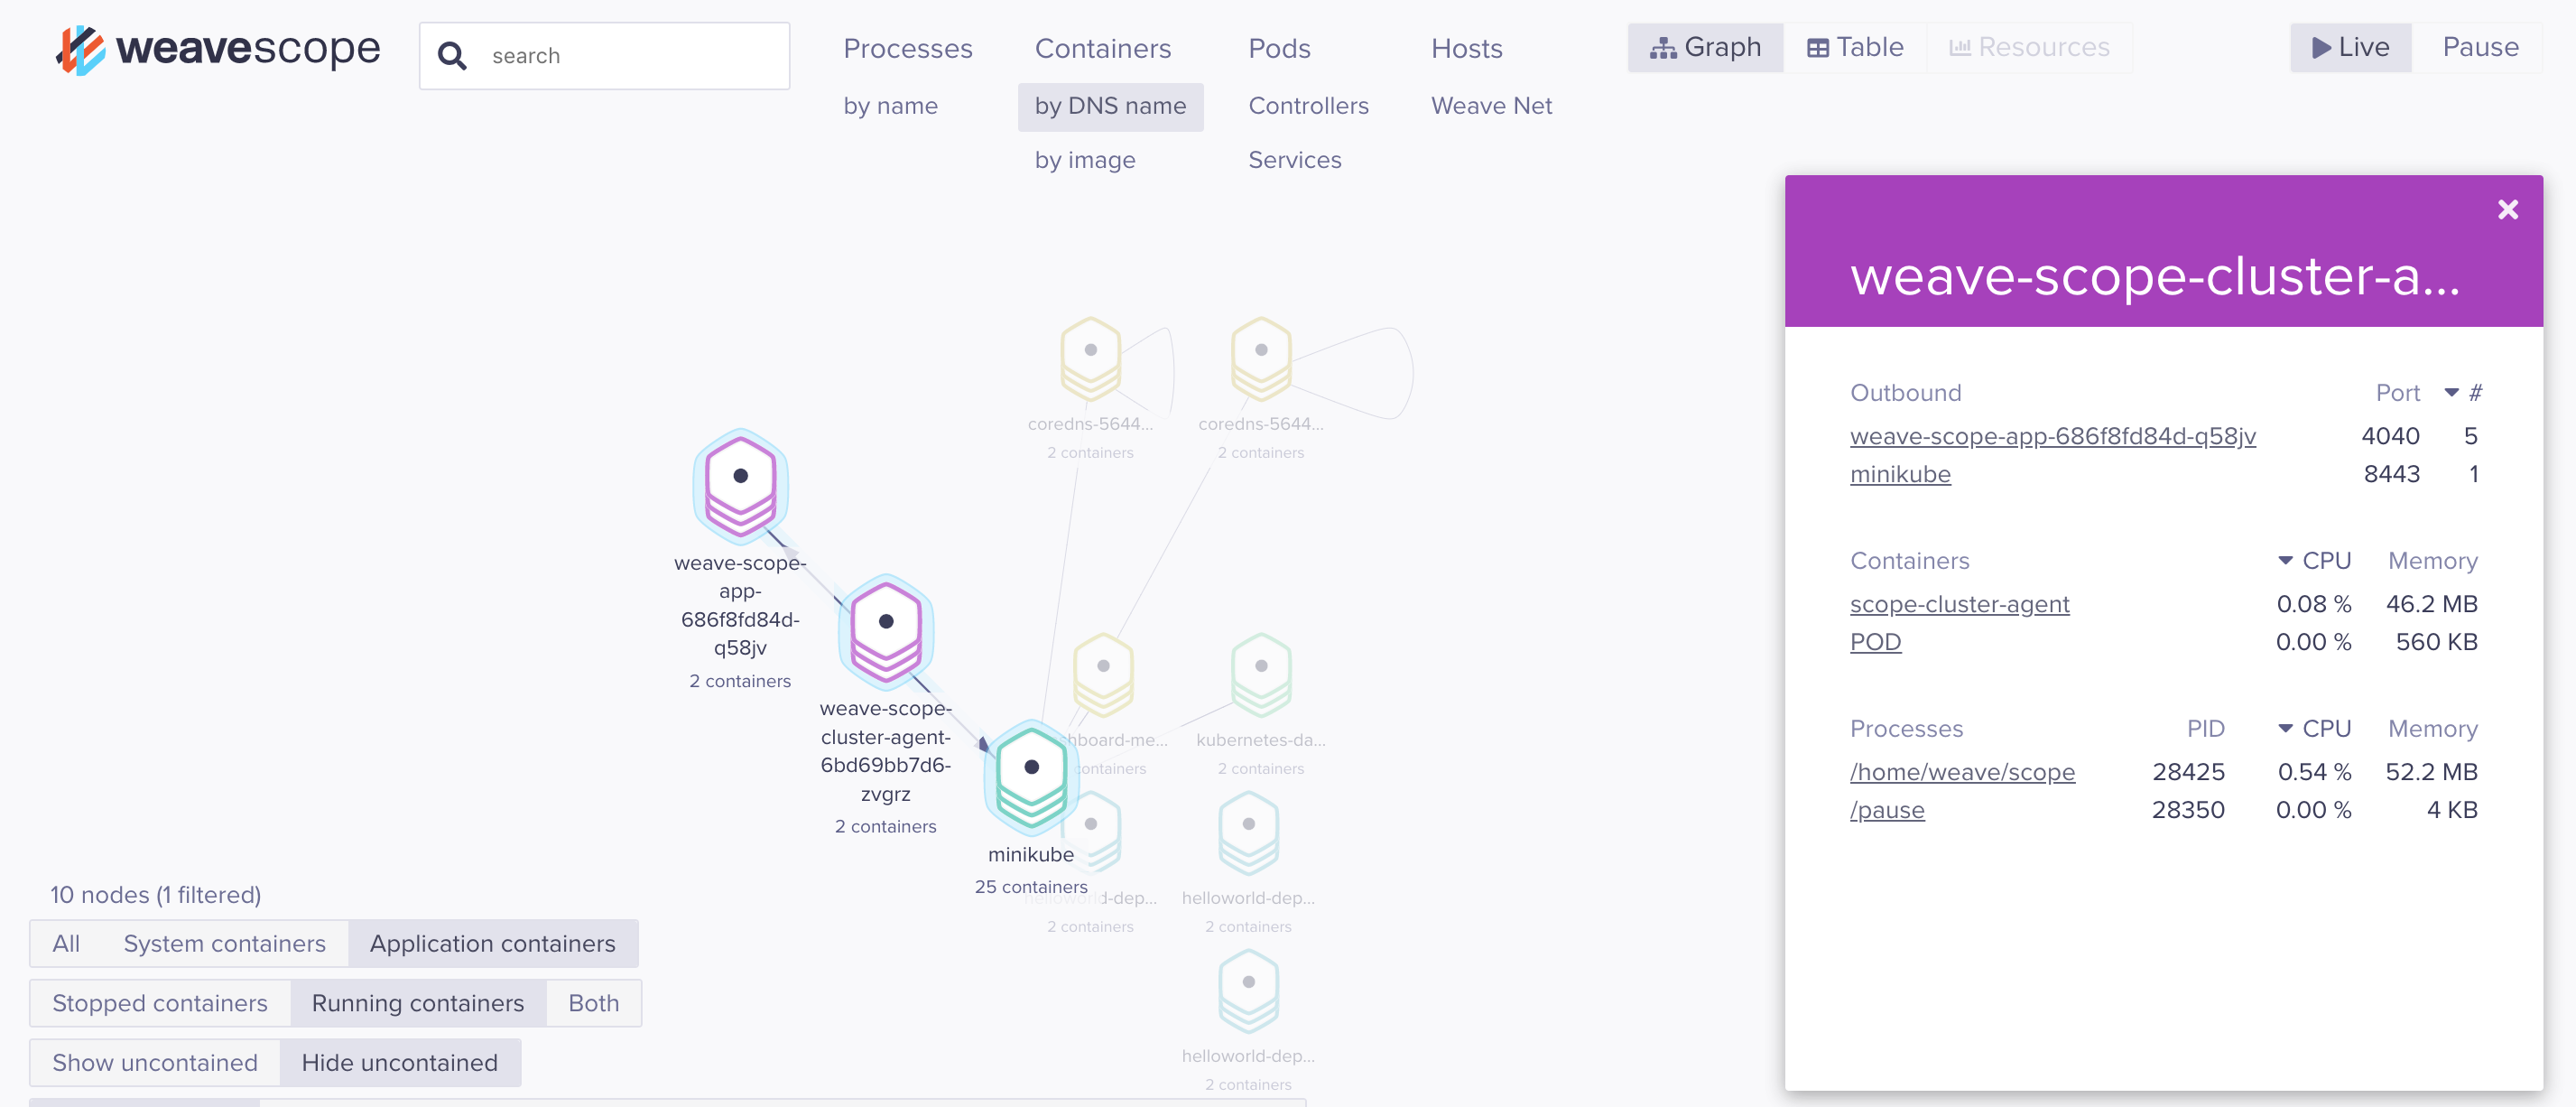 weavescope
search
Processes
Containers
Pods
Hosts
Graph
Table
Resources
Live
Pause
by name
by DNS name
Controllers
Weave Net
by image
Services
weave-scope-cluster-a...
Outbound Port #
weave-scope-app-686f8fd84d-q58jv 4040 5
minikube 8443 1
Containers CPU Memory
scope-cluster-agent 0.08 % 46.2 MB
POD 0.00 % 560 KB
Processes PID CPU Memory
/home/weave/scope 28425 0.54 % 52.2 MB
/pause 28350 0.00 % 4 KB
coredns-5644...
2 containers
coredns-5644...
2 containers
weave-scope-
app-
686f8fd84d-
q58jv
2 containers
weave-scope-
cluster-agent-
6bd69bb7d6-
zvgrz
2 containers
minikube
25 containers
hboard-me...
containers
kubernetes-da...
2 containers
helloworld-dep...
2 containers
helloworld-dep...
2 containers
helloworld-dep...
2 containers
10 nodes (1 filtered)
All
System containers
Application containers
Stopped containers
Running containers
Both
Show uncontained
Hide uncontained